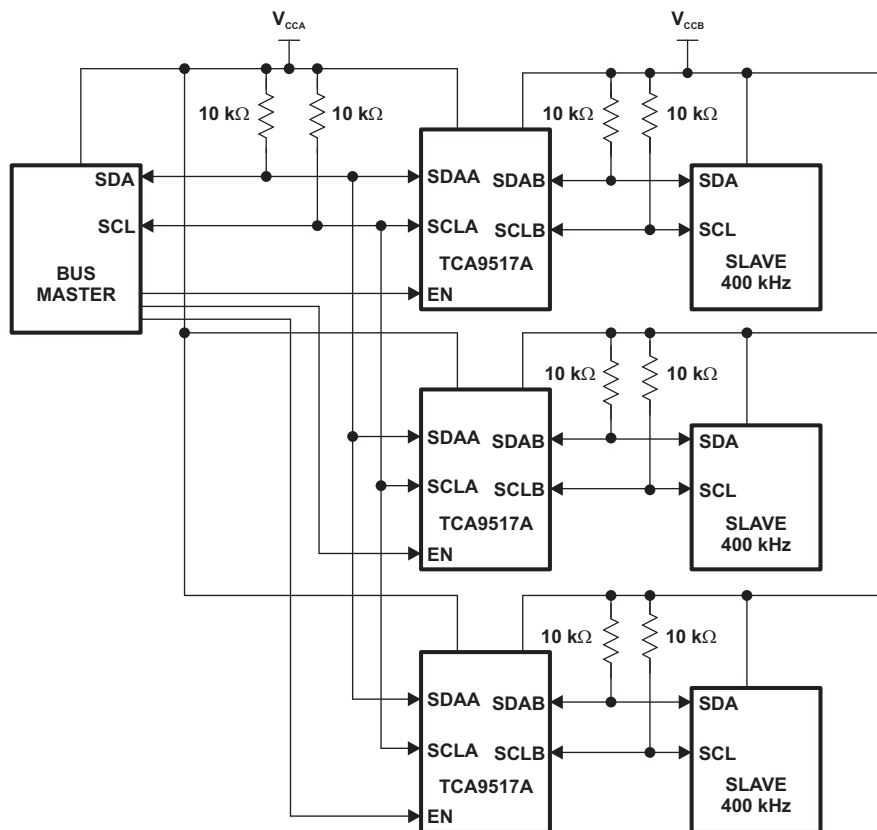 V_CCA
V_CCB
10 kΩ
10 kΩ
10 kΩ
10 kΩ
SDA
SCL
BUS
MASTER
SDAA
SCLA
TCA9517A
EN
SDAB
SCLB
SDA
SCL
SLAVE
400 kHz
10 kΩ
10 kΩ
SDAA
SCLA
TCA9517A
EN
SDAB
SCLB
SDA
SCL
SLAVE
400 kHz
10 kΩ
10 kΩ
SDAA
SCLA
TCA9517A
EN
SDAB
SCLB
SDA
SCL
SLAVE
400 kHz